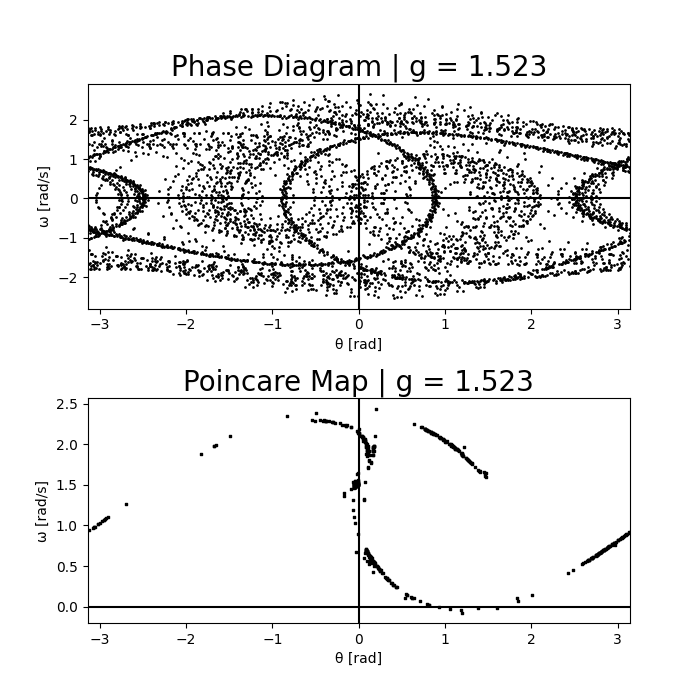 Phase Diagram | g = 1.523
ω [rad/s]
2
1
0
−1
−2
−3 −2 −1 0 1 2 3
θ [rad]
Poincare Map | g = 1.523
ω [rad/s]
2.5
2.0
1.5
1.0
0.5
0.0
−3 −2 −1 0 1 2 3
θ [rad]